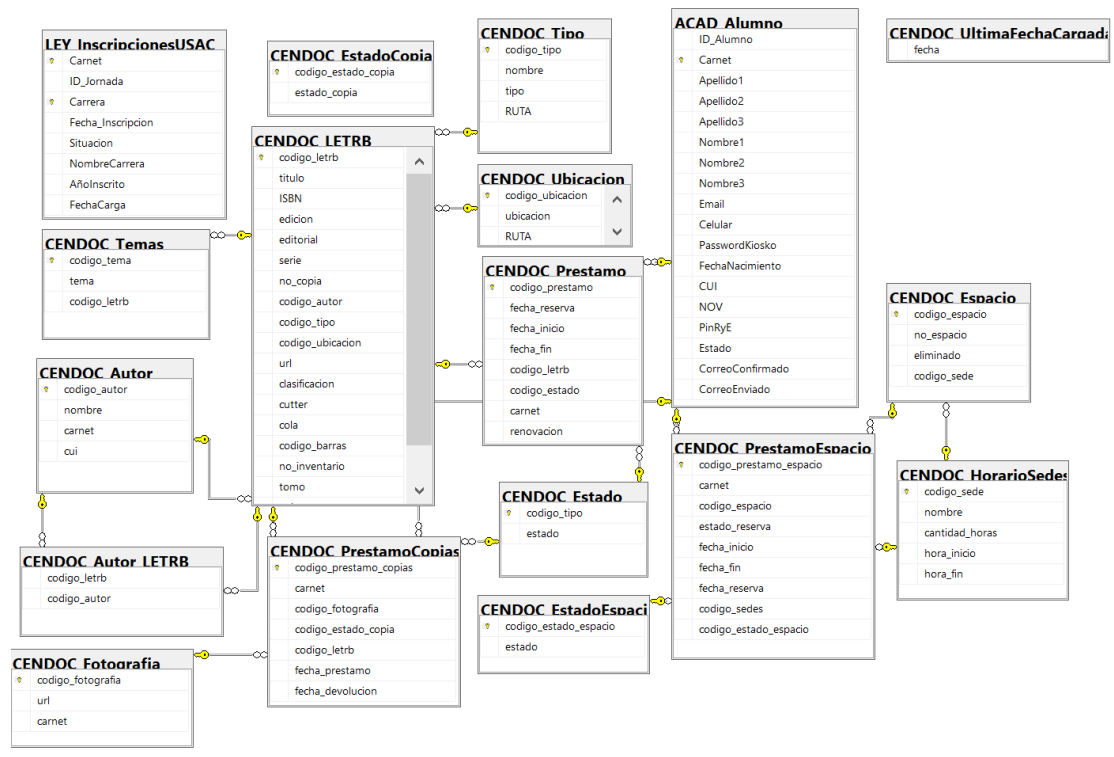 LEY_InscripcionesUSAC
Carnet
ID_Jornada
Carrera
Fecha_Inscripcion
Situacion
NombreCarrera
AñoInscrito
FechaCarga
CENDOC_EstadoCopia
codigo_estado_copia
estado_copia
CENDOC_Tipo
codigo_tipo
nombre
tipo
RUTA
ACAD_Alumno
ID_Alumno
Carnet
Apellido1
Apellido2
Apellido3
Nombre1
Nombre2
Nombre3
Email
Celular
PasswordKiosko
FechaNacimiento
CUI
NOV
PinRyE
Estado
CorreoConfirmado
CorreoEnviado
CENDOC_UltimaFechaCargada
fecha
CENDOC_LETRB
codigo_letrb
titulo
ISBN
edicion
editorial
serie
no_copia
codigo_autor
codigo_tipo
codigo_ubicacion
url
clasificacion
cutter
cola
codigo_barras
no_inventario
tomo
CENDOC_Ubicacion
codigo_ubicacion
ubicacion
RUTA
CENDOC_Temas
codigo_tema
tema
codigo_letrb
CENDOC_Prestamo
codigo_prestamo
fecha_reserva
fecha_inicio
fecha_fin
codigo_letrb
codigo_estado
carnet
renovacion
CENDOC_Espacio
codigo_espacio
no_espacio
eliminado
codigo_sede
CENDOC_Autor
codigo_autor
nombre
carnet
cui
CENDOC_PrestamoEspacio
codigo_prestamo_espacio
carnet
codigo_espacio
estado_reserva
fecha_inicio
fecha_fin
fecha_reserva
codigo_sedes
codigo_estado_espacio
CENDOC_HorarioSedes
codigo_sede
nombre
cantidad_horas
hora_inicio
hora_fin
CENDOC_Estado
codigo_tipo
estado
CENDOC_Autor_LETRB
codigo_letrb
codigo_autor
CENDOC_PrestamoCopias
codigo_prestamo_copias
carnet
codigo_fotografia
codigo_estado_copia
codigo_letrb
fecha_prestamo
fecha_devolucion
CENDOC_EstadoEspaci
codigo_estado_espacio
estado
CENDOC_Fotografia
codigo_fotografia
url
carnet